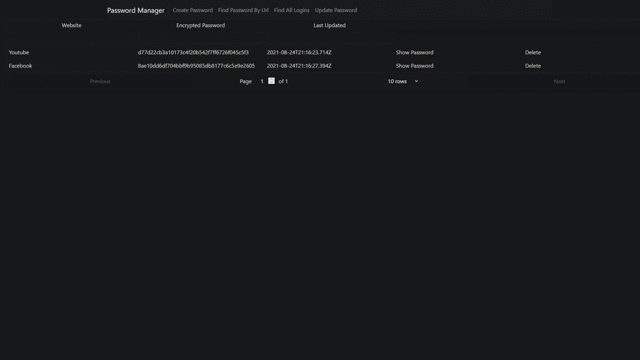 Password Manager Create Password Find Password By Url Find All Logins Update Password
Website Encrypted Password Last Updated
Youtube d77d22cb3a10173c4f20b542f7ff6726f045c5f3 2021-08-24T21:16:23.714Z Show Password Delete
Facebook 8ae10dd6df704bbf9b95085db8177c6c5e9e2605 2021-08-24T21:16:27.394Z Show Password Delete
Previous Page 1 of 1 10 rows Next